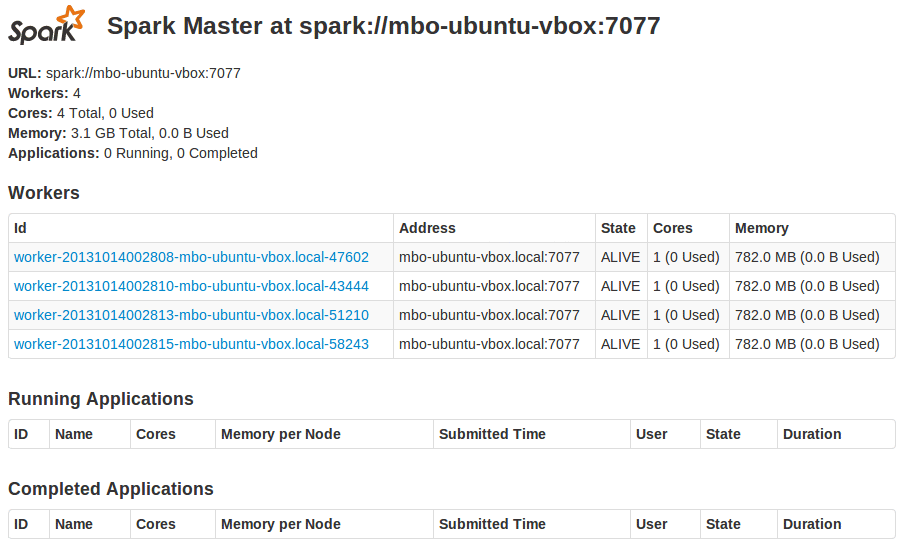 Spark Spark Master at spark://mbo-ubuntu-vbox:7077
URL: spark://mbo-ubuntu-vbox:7077
Workers: 4
Cores: 4 Total, 0 Used
Memory: 3.1 GB Total, 0.0 B Used
Applications: 0 Running, 0 Completed
Workers
Id Address State Cores Memory
worker-20131014002808-mbo-ubuntu-vbox.local-47602 mbo-ubuntu-vbox.local:7077 ALIVE 1 (0 Used) 782.0 MB (0.0 B Used)
worker-20131014002810-mbo-ubuntu-vbox.local-43444 mbo-ubuntu-vbox.local:7077 ALIVE 1 (0 Used) 782.0 MB (0.0 B Used)
worker-20131014002813-mbo-ubuntu-vbox.local-51210 mbo-ubuntu-vbox.local:7077 ALIVE 1 (0 Used) 782.0 MB (0.0 B Used)
worker-20131014002815-mbo-ubuntu-vbox.local-58243 mbo-ubuntu-vbox.local:7077 ALIVE 1 (0 Used) 782.0 MB (0.0 B Used)
Running Applications
ID Name Cores Memory per Node Submitted Time User State Duration
Completed Applications
ID Name Cores Memory per Node Submitted Time User State Duration